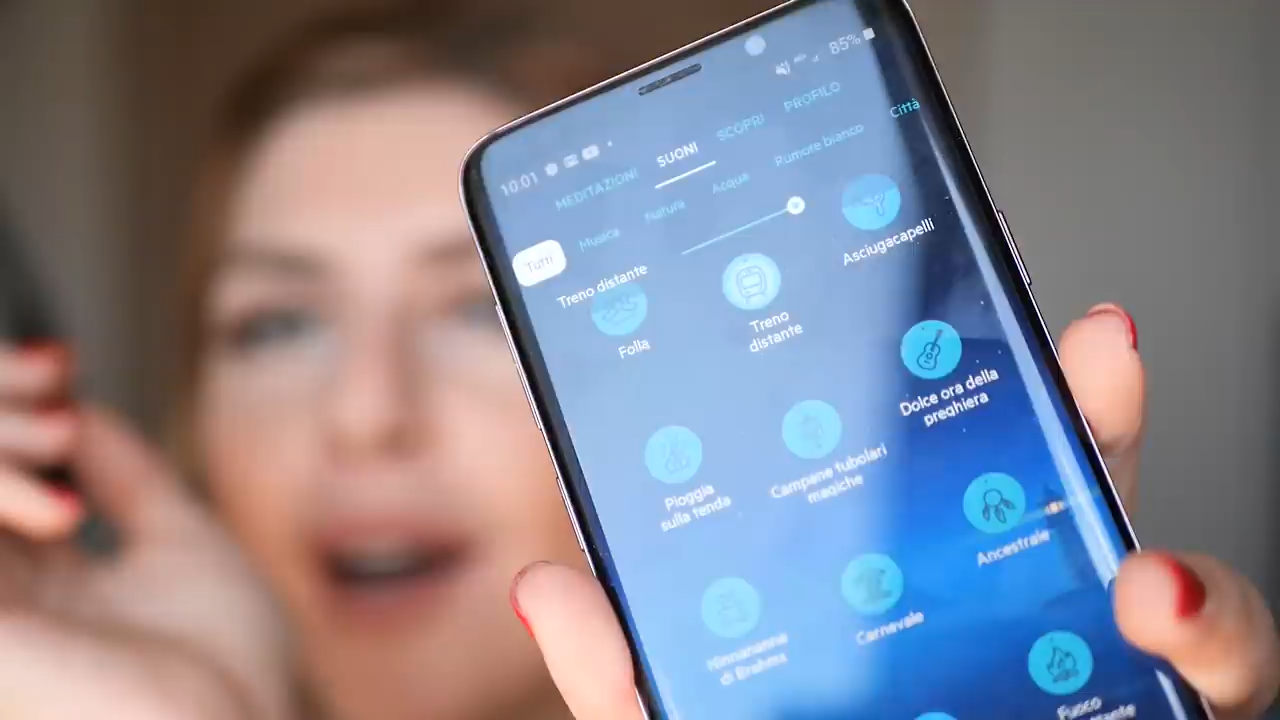 10:01
85%
MEDITAZIONI SUONI SCOPRI PROFILO
Tutti Musica Natura Acqua Rumore bianco Città
Treno distante
Folla
Treno
distante
Asciugacapelli
Pioggia
sulla tenda
Campane tubolari
magiche
Dolce ora della
preghiera
Ninnananna
di Brahms
Carnevale
Ancestrale
Fuoco